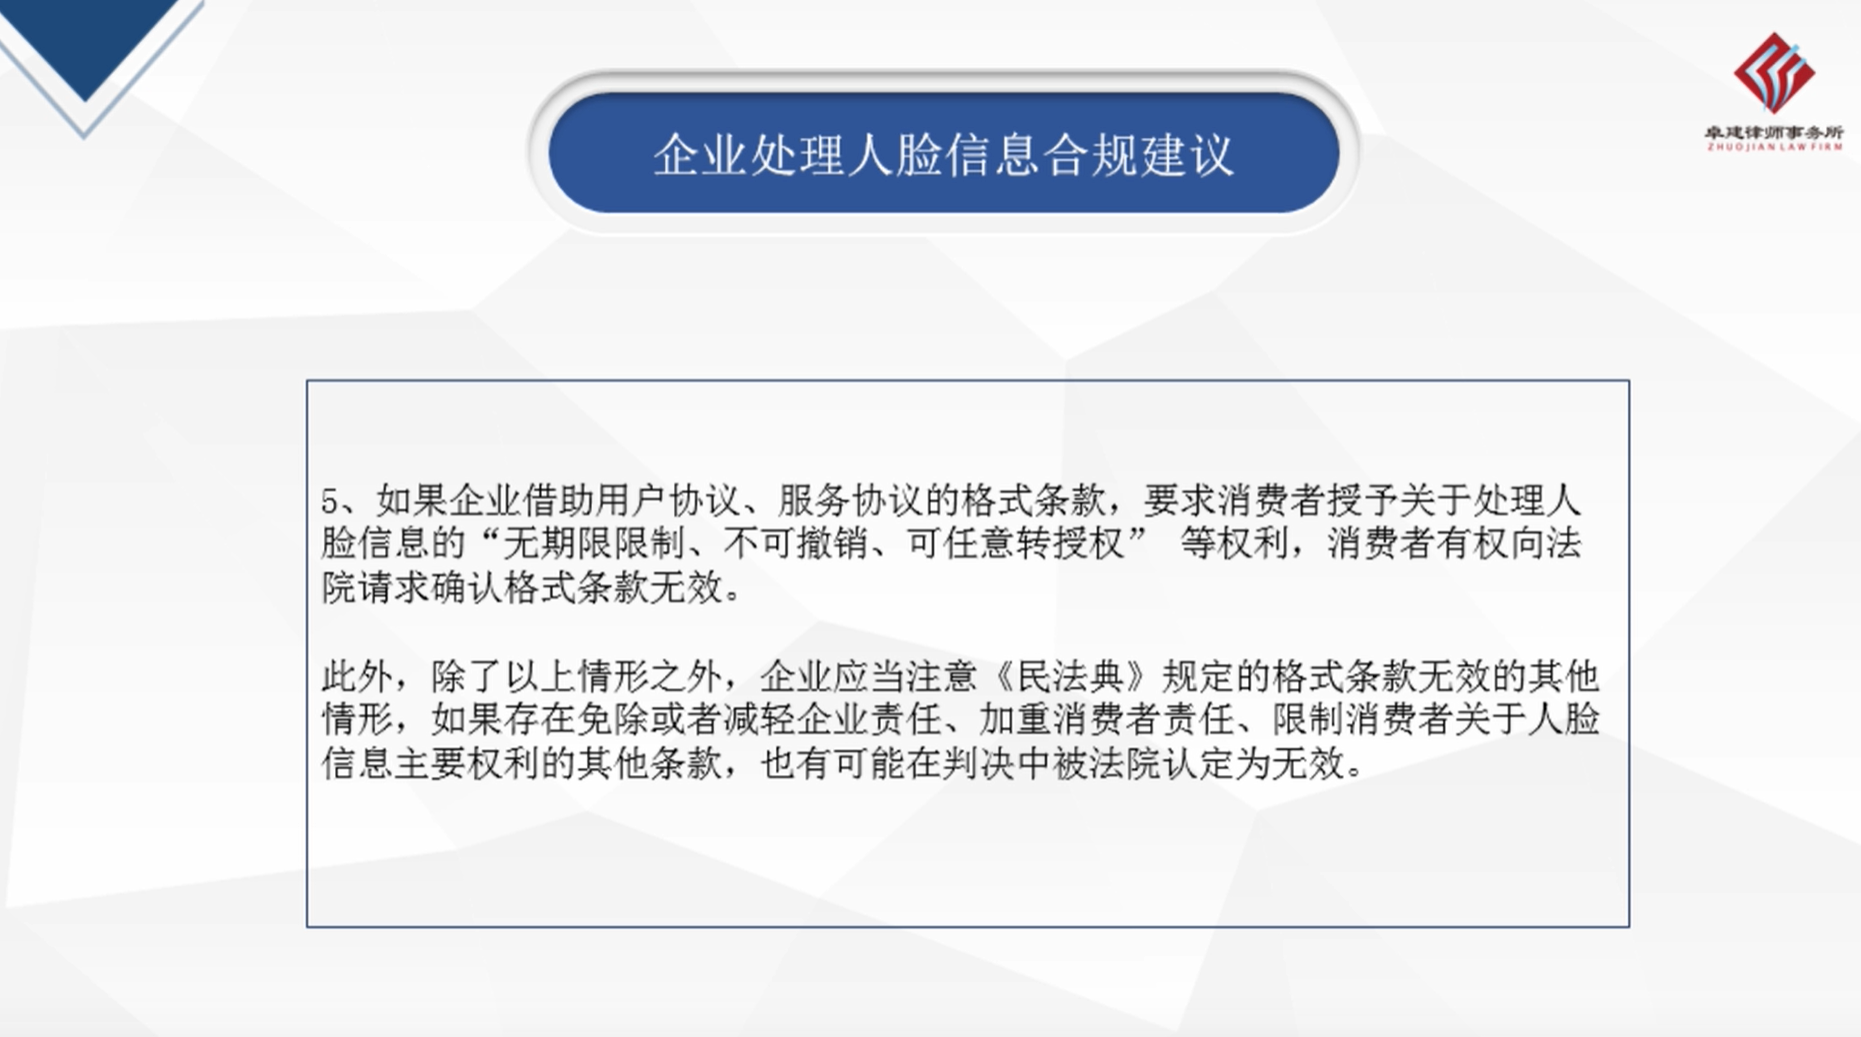 卓建律师事务所
ZHUOJIAN LAW FIRM
企业处理人脸信息合规建议
5、如果企业借助用户协议、服务协议的格式条款，要求消费者授予关于处理人
脸信息的“无期限限制、不可撤销、可任意转授权” 等权利，消费者有权向法
院请求确认格式条款无效。
此外，除了以上情形之外，企业应当注意《民法典》规定的格式条款无效的其他
情形，如果存在免除或者减轻企业责任、加重消费者责任、限制消费者关于人脸
信息主要权利的其他条款，也有可能在判决中被法院认定为无效。